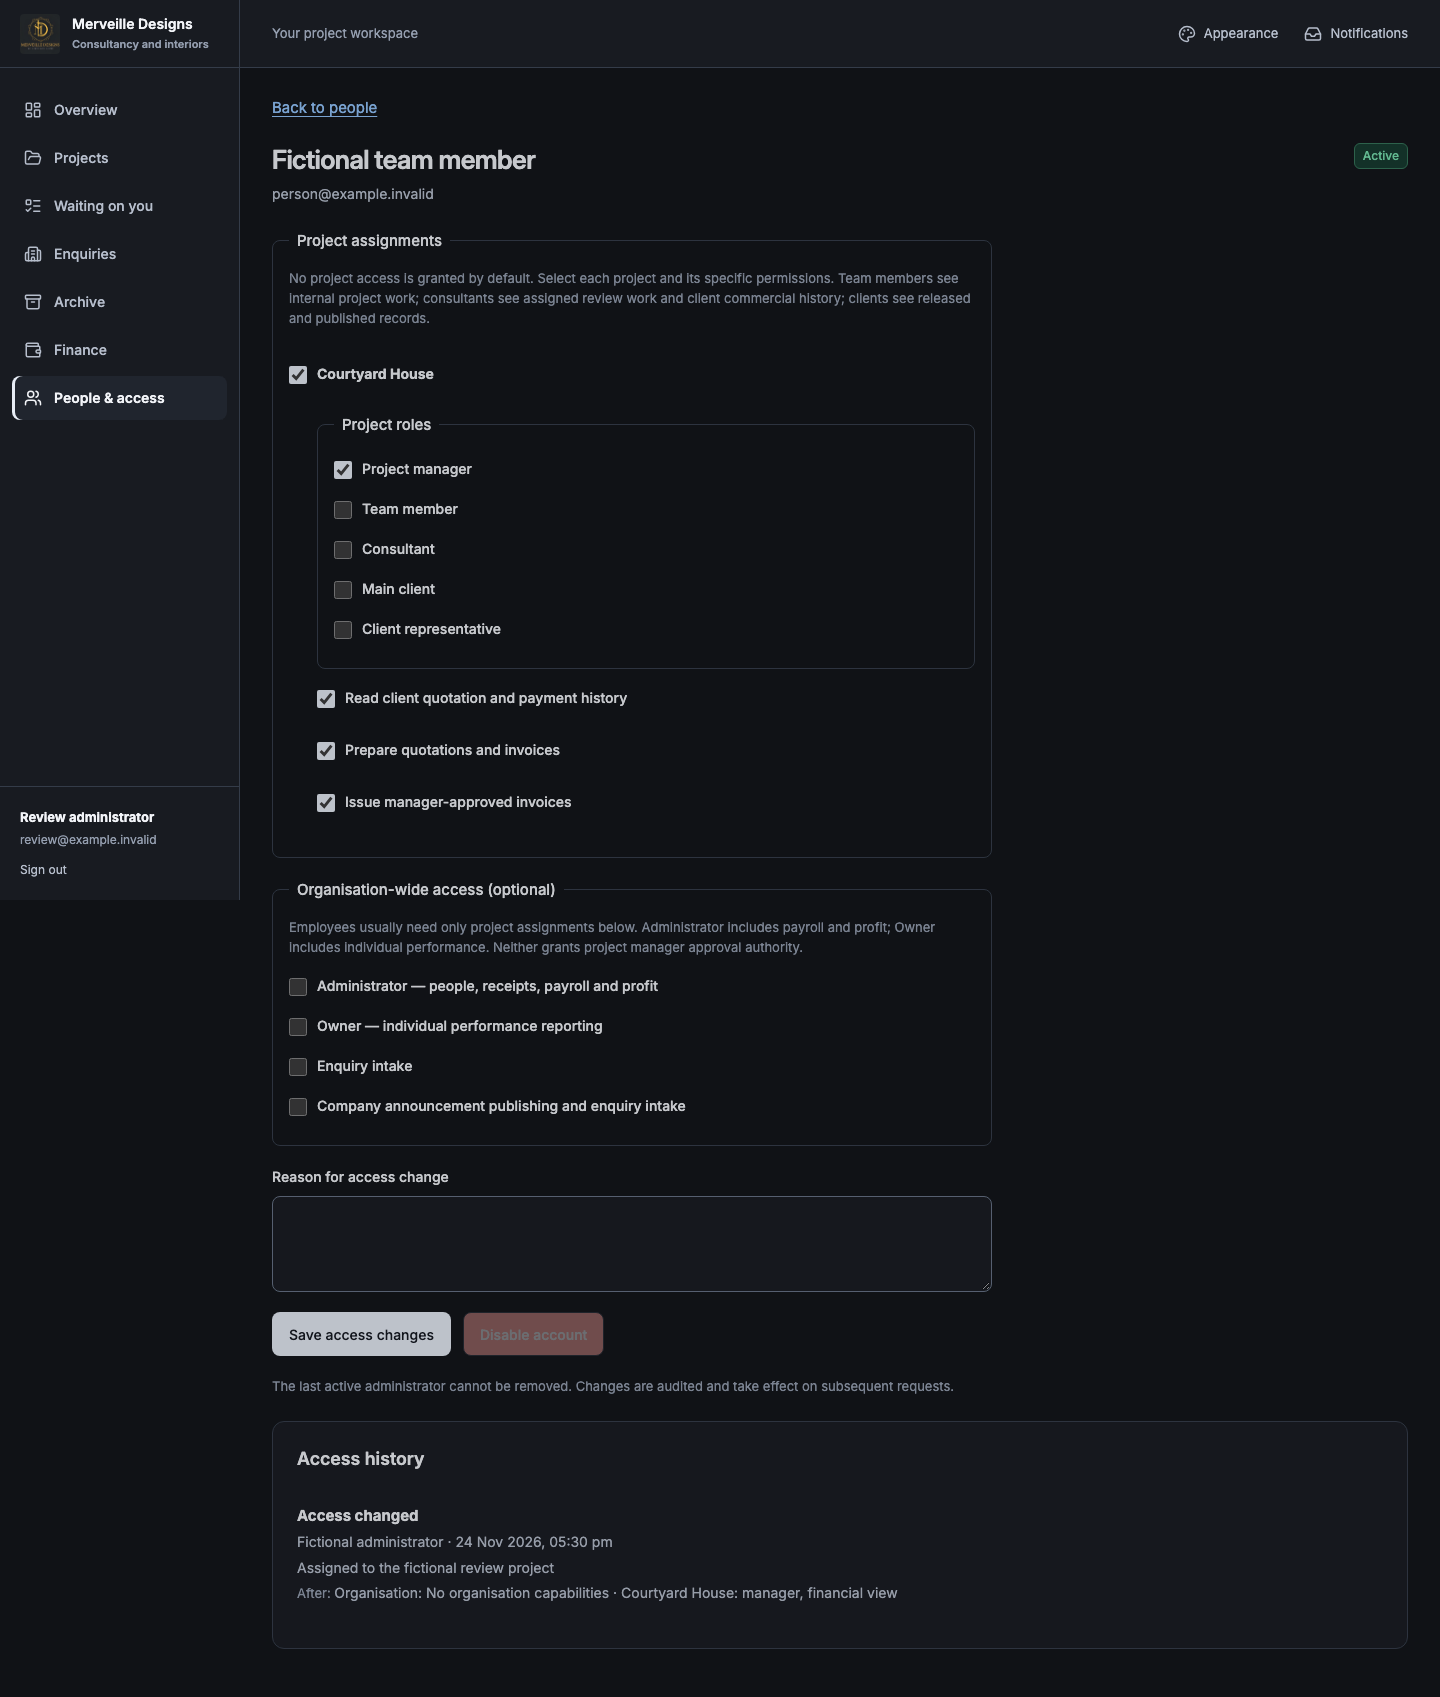 Merveille Designs
Consultancy and interiors
Your project workspace
Appearance
Notifications
Overview
Projects
Waiting on you
Enquiries
Archive
Finance
People & access
Review administrator
review@example.invalid
Sign out
Back to people
Fictional team member
Active
person@example.invalid
Project assignments
No project access is granted by default. Select each project and its specific permissions. Team members see
internal project work; consultants see assigned review work and client commercial history; clients see released
and published records.
Courtyard House
Project roles
Project manager
Team member
Consultant
Main client
Client representative
Read client quotation and payment history
Prepare quotations and invoices
Issue manager-approved invoices
Organisation-wide access (optional)
Employees usually need only project assignments below. Administrator includes payroll and profit; Owner
includes individual performance. Neither grants project manager approval authority.
Administrator — people, receipts, payroll and profit
Owner — individual performance reporting
Enquiry intake
Company announcement publishing and enquiry intake
Reason for access change
Save access changes
Disable account
The last active administrator cannot be removed. Changes are audited and take effect on subsequent requests.
Access history
Access changed
Fictional administrator · 24 Nov 2026, 05:30 pm
Assigned to the fictional review project
After: Organisation: No organisation capabilities · Courtyard House: manager, financial view